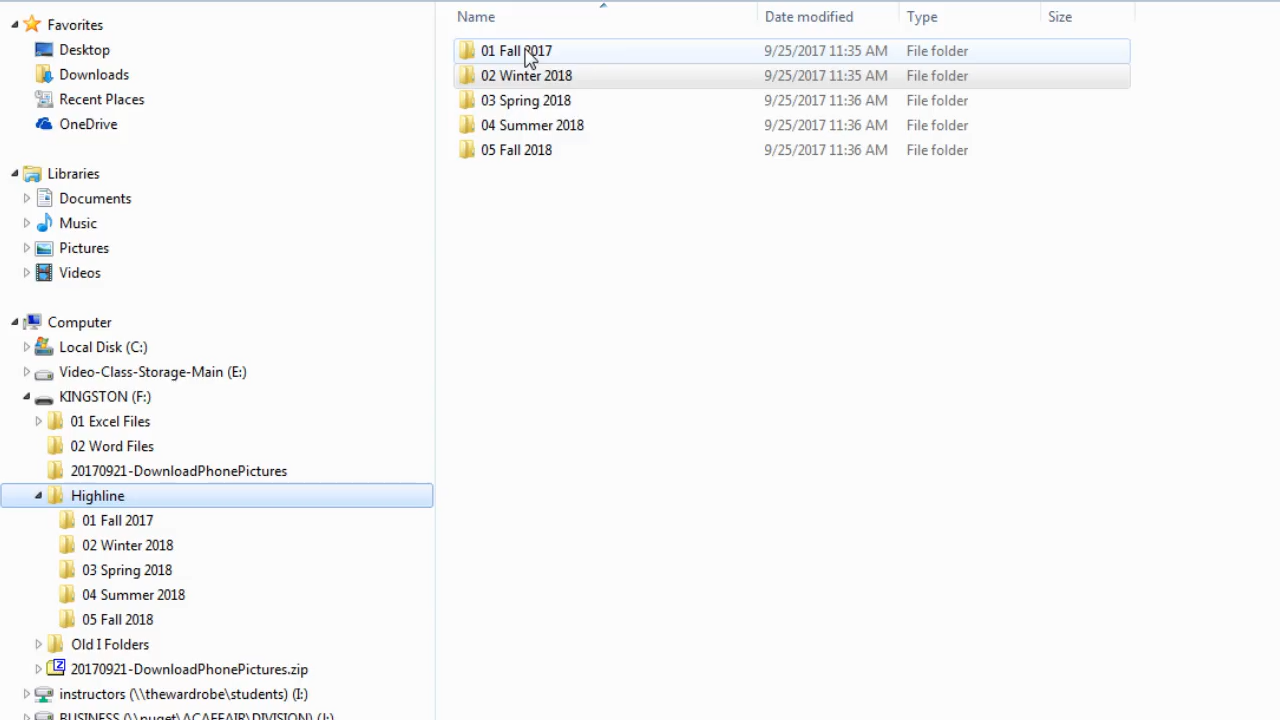 Favorites
Desktop
Downloads
Recent Places
OneDrive
Libraries
Documents
Music
Pictures
Videos
Computer
Local Disk (C:)
Video-Class-Storage-Main (E:)
KINGSTON (F:)
01 Excel Files
02 Word Files
20170921-DownloadPhonePictures
Highline
01 Fall 2017
02 Winter 2018
03 Spring 2018
04 Summer 2018
05 Fall 2018
Old I Folders
20170921-DownloadPhonePictures.zip
instructors (\\thewardrobe\students) (I:)
BUSINESS (\\nuget\ACAFFAIR\DIVISION) (J:)
Name Date modified Type Size
01 Fall 2017 9/25/2017 11:35 AM File folder
02 Winter 2018 9/25/2017 11:35 AM File folder
03 Spring 2018 9/25/2017 11:36 AM File folder
04 Summer 2018 9/25/2017 11:36 AM File folder
05 Fall 2018 9/25/2017 11:36 AM File folder